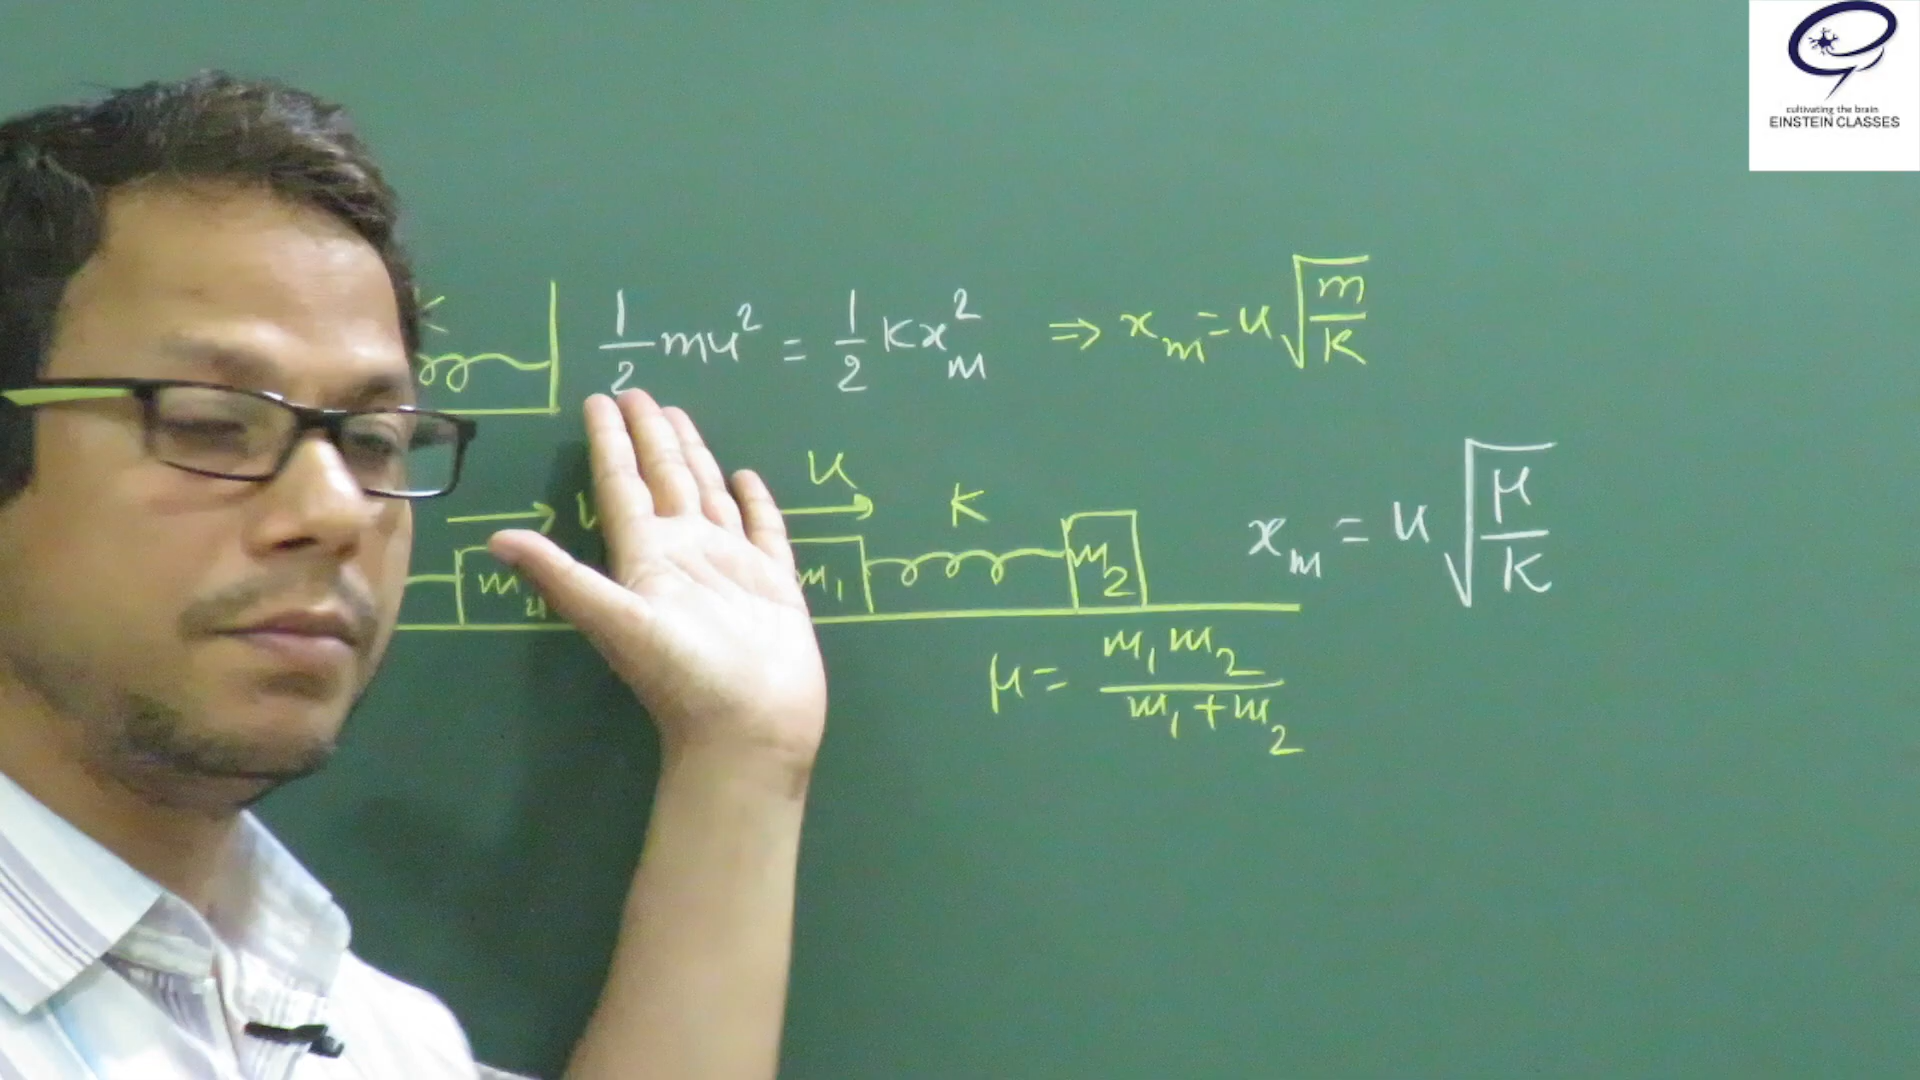 cultivating the brain
EINSTEIN CLASSES
K
1/2 mu² = 1/2 Kx²ₘ ⇒ xₘ = u√(m/K)
u
K
m₁
m₂
xₘ = u√(μ/K)
μ = m₁m₂/(m₁+m₂)